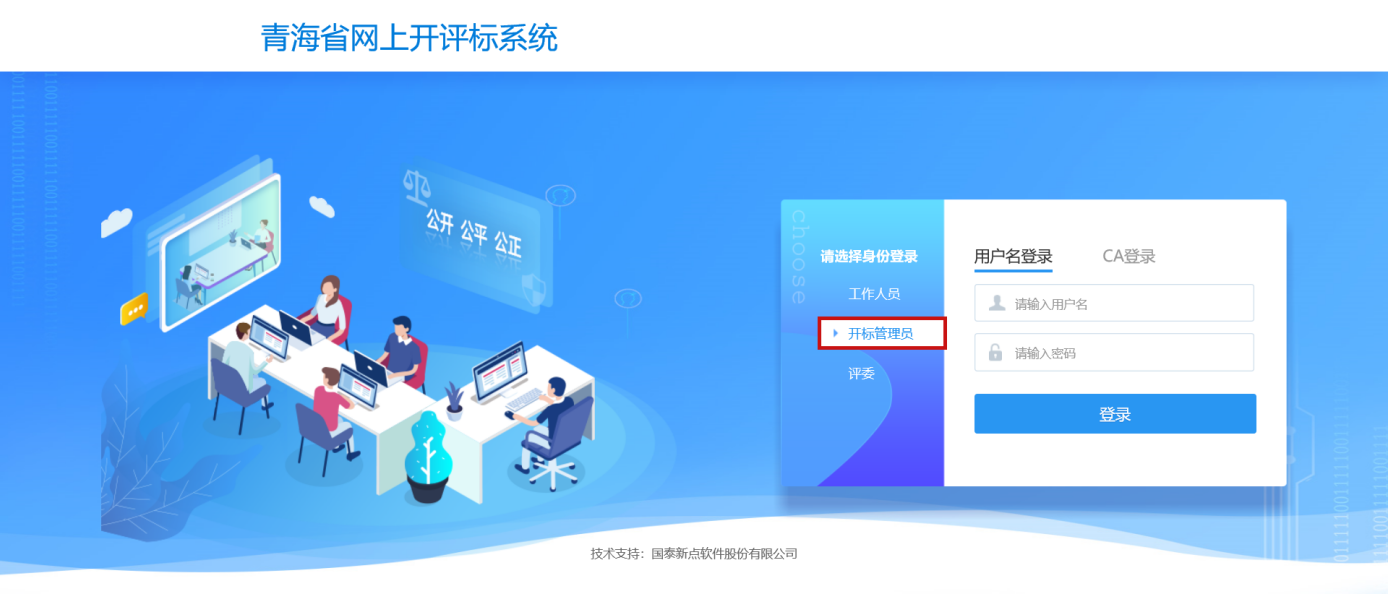 青海省网上开评标系统
公开 公平 公正
choose
请选择身份登录
工作人员
开标管理员
评委
用户名登录
CA登录
请输入用户名
请输入密码
登录
技术支持：国泰新点软件股份有限公司